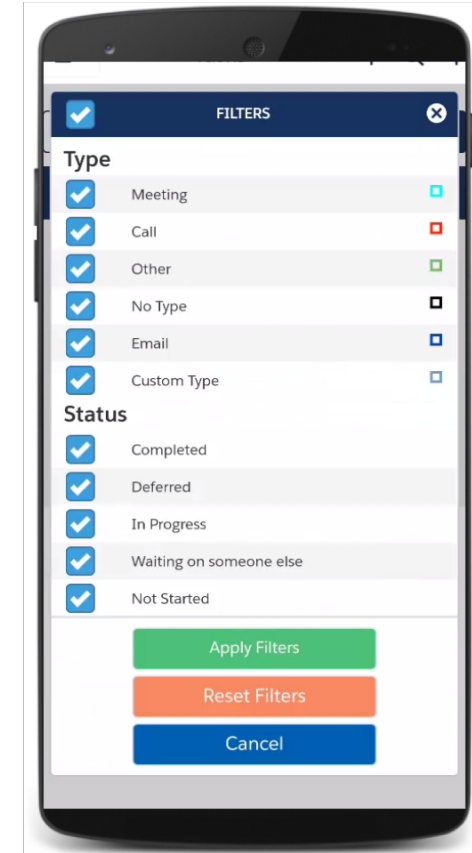 FILTERS
Type
Meeting
Call
Other
No Type
Email
Custom Type
Status
Completed
Deferred
In Progress
Waiting on someone else
Not Started
Apply Filters
Reset Filters
Cancel